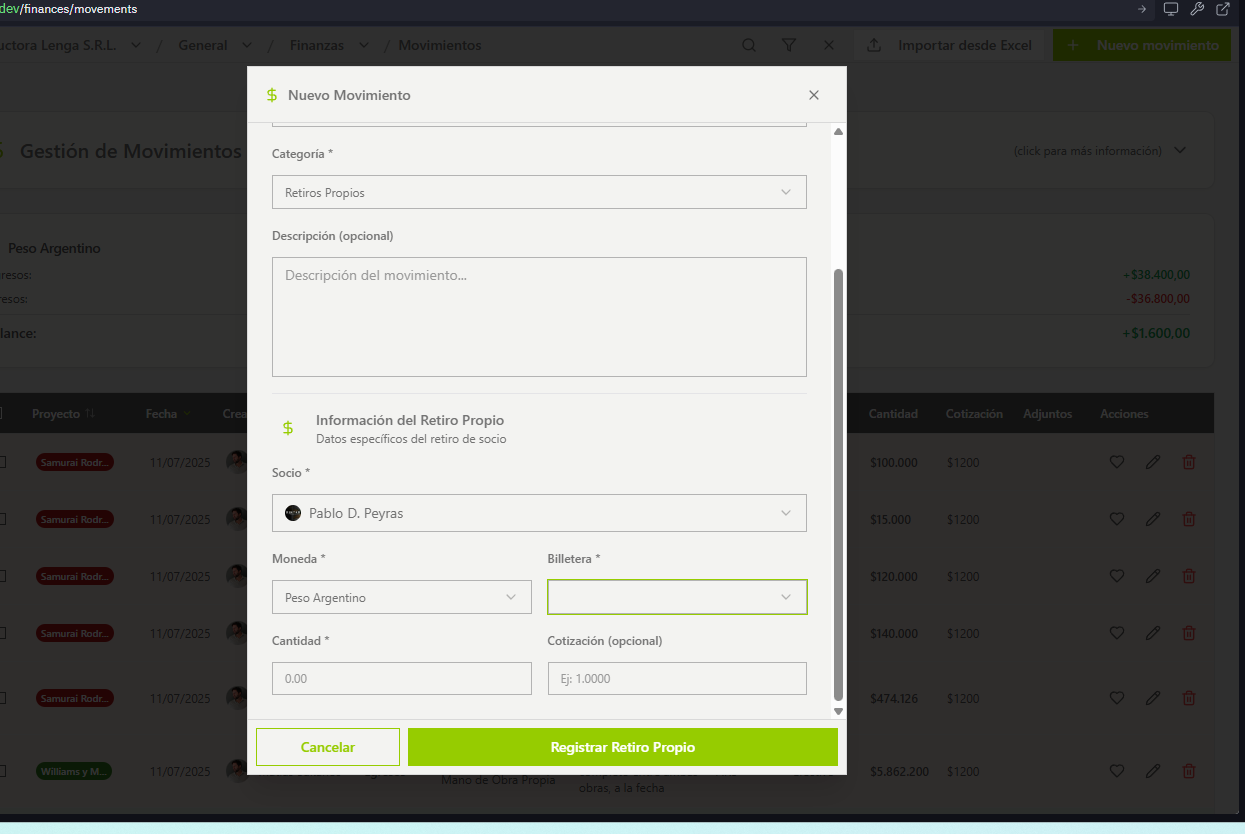 dev/finances/movements
uctora Lenga S.R.L. / General / Finanzas / Movimientos
Importar desde Excel
+ Nuevo movimiento
$ Nuevo Movimiento
Gestión de Movimientos
(click para más información)
Categoría *
Retiros Propios
Descripción (opcional)
Descripción del movimiento...
Peso Argentino
resos:
+$38.400,00
resos:
-$36.800,00
lance:
+$1.600,00
$ Información del Retiro Propio
Datos específicos del retiro de socio
Socio *
Pablo D. Peyras
Moneda *
Billetera *
Peso Argentino
Cantidad *
Cotización (opcional)
0.00
Ej: 1.0000
Cancelar
Registrar Retiro Propio
Proyecto Fecha Crea Cantidad Cotización Adjuntos Acciones
Samurai Rodr... 11/07/2025 $100.000 $1200
Samurai Rodr... 11/07/2025 $15.000 $1200
Samurai Rodr... 11/07/2025 $120.000 $1200
Samurai Rodr... 11/07/2025 $140.000 $1200
Samurai Rodr... 11/07/2025 $474.126 $1200
Williams y M... 11/07/2025 $5.862.200 $1200
Mano de Obra Propia
obras, a la fecha